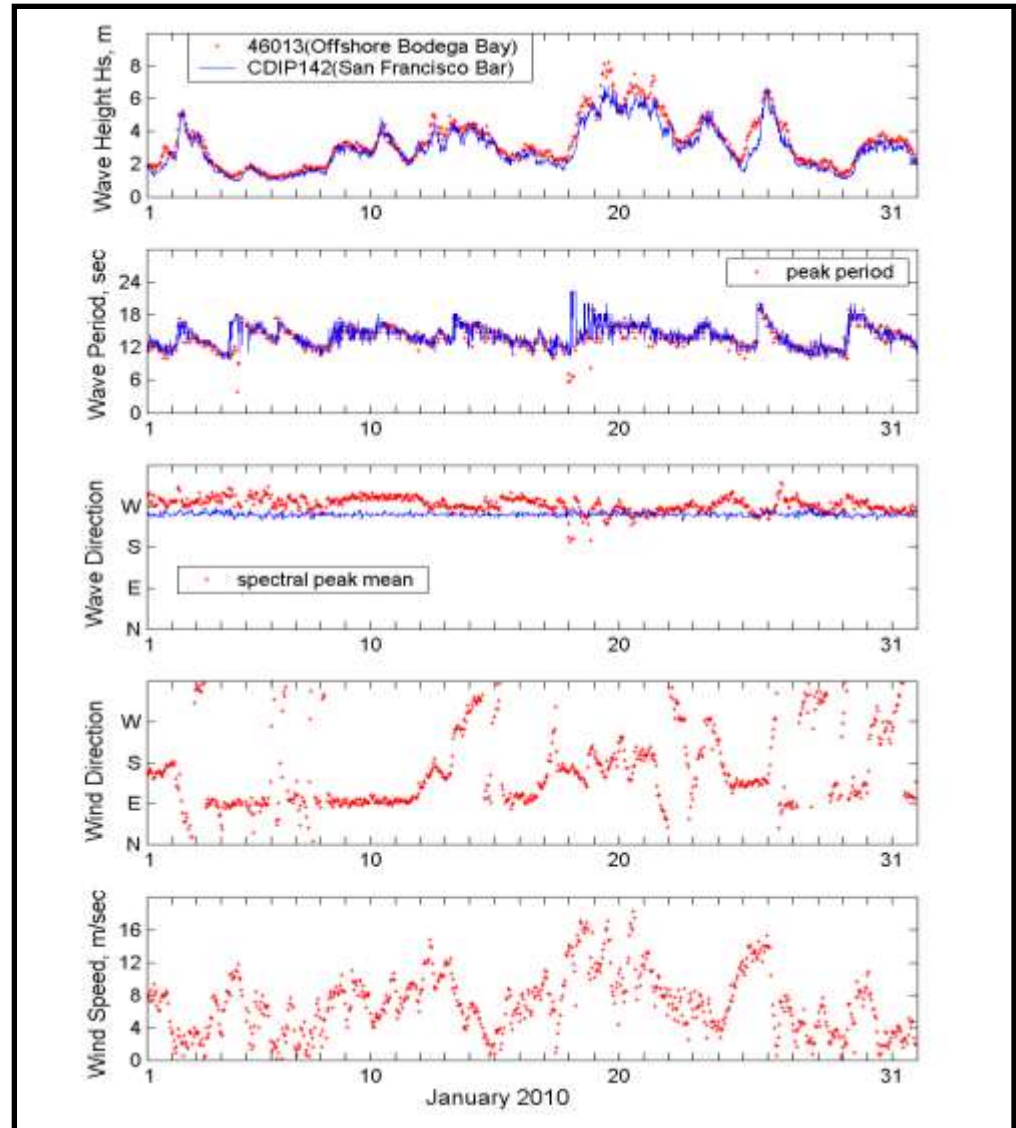 46013(Offshore Bodega Bay)
CDIP142(San Francisco Bar)
Wave Height Hs, m
8
6
4
2
0
1
10
20
31
peak period
Wave Period, sec
24
18
12
6
0
1
10
20
31
Wave Direction
W
S
E
N
spectral peak mean
1
10
20
31
Wind Direction
W
S
E
N
1
10
20
31
Wind Speed, m/sec
16
12
8
4
0
1
10
20
31
January 2010